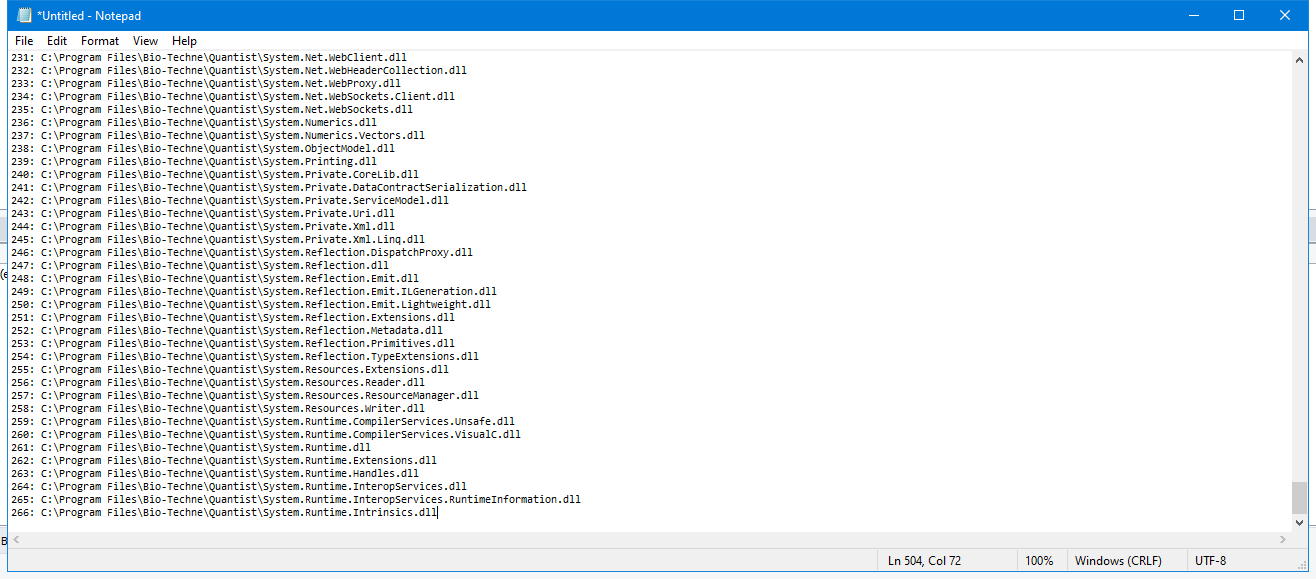 *Untitled - Notepad
File Edit Format View Help
231: C:\Program Files\Bio-Techne\Quantist\System.Net.WebClient.dll
232: C:\Program Files\Bio-Techne\Quantist\System.Net.WebHeaderCollection.dll
233: C:\Program Files\Bio-Techne\Quantist\System.Net.WebProxy.dll
234: C:\Program Files\Bio-Techne\Quantist\System.Net.WebSockets.Client.dll
235: C:\Program Files\Bio-Techne\Quantist\System.Net.WebSockets.dll
236: C:\Program Files\Bio-Techne\Quantist\System.Numerics.dll
237: C:\Program Files\Bio-Techne\Quantist\System.Numerics.Vectors.dll
238: C:\Program Files\Bio-Techne\Quantist\System.ObjectModel.dll
239: C:\Program Files\Bio-Techne\Quantist\System.Printing.dll
240: C:\Program Files\Bio-Techne\Quantist\System.Private.CoreLib.dll
241: C:\Program Files\Bio-Techne\Quantist\System.Private.DataContractSerialization.dll
242: C:\Program Files\Bio-Techne\Quantist\System.Private.ServiceModel.dll
243: C:\Program Files\Bio-Techne\Quantist\System.Private.Uri.dll
244: C:\Program Files\Bio-Techne\Quantist\System.Private.Xml.dll
245: C:\Program Files\Bio-Techne\Quantist\System.Private.Xml.Linq.dll
246: C:\Program Files\Bio-Techne\Quantist\System.Reflection.DispatchProxy.dll
247: C:\Program Files\Bio-Techne\Quantist\System.Reflection.dll
248: C:\Program Files\Bio-Techne\Quantist\System.Reflection.Emit.dll
249: C:\Program Files\Bio-Techne\Quantist\System.Reflection.Emit.ILGeneration.dll
250: C:\Program Files\Bio-Techne\Quantist\System.Reflection.Emit.Lightweight.dll
251: C:\Program Files\Bio-Techne\Quantist\System.Reflection.Extensions.dll
252: C:\Program Files\Bio-Techne\Quantist\System.Reflection.Metadata.dll
253: C:\Program Files\Bio-Techne\Quantist\System.Reflection.Primitives.dll
254: C:\Program Files\Bio-Techne\Quantist\System.Reflection.TypeExtensions.dll
255: C:\Program Files\Bio-Techne\Quantist\System.Resources.Extensions.dll
256: C:\Program Files\Bio-Techne\Quantist\System.Resources.Reader.dll
257: C:\Program Files\Bio-Techne\Quantist\System.Resources.ResourceManager.dll
258: C:\Program Files\Bio-Techne\Quantist\System.Resources.Writer.dll
259: C:\Program Files\Bio-Techne\Quantist\System.Runtime.CompilerServices.Unsafe.dll
260: C:\Program Files\Bio-Techne\Quantist\System.Runtime.CompilerServices.VisualC.dll
261: C:\Program Files\Bio-Techne\Quantist\System.Runtime.dll
262: C:\Program Files\Bio-Techne\Quantist\System.Runtime.Extensions.dll
263: C:\Program Files\Bio-Techne\Quantist\System.Runtime.Handles.dll
264: C:\Program Files\Bio-Techne\Quantist\System.Runtime.InteropServices.dll
265: C:\Program Files\Bio-Techne\Quantist\System.Runtime.InteropServices.RuntimeInformation.dll
266: C:\Program Files\Bio-Techne\Quantist\System.Runtime.Intrinsics.dll
Ln 504, Col 72 100% Windows (CRLF) UTF-8